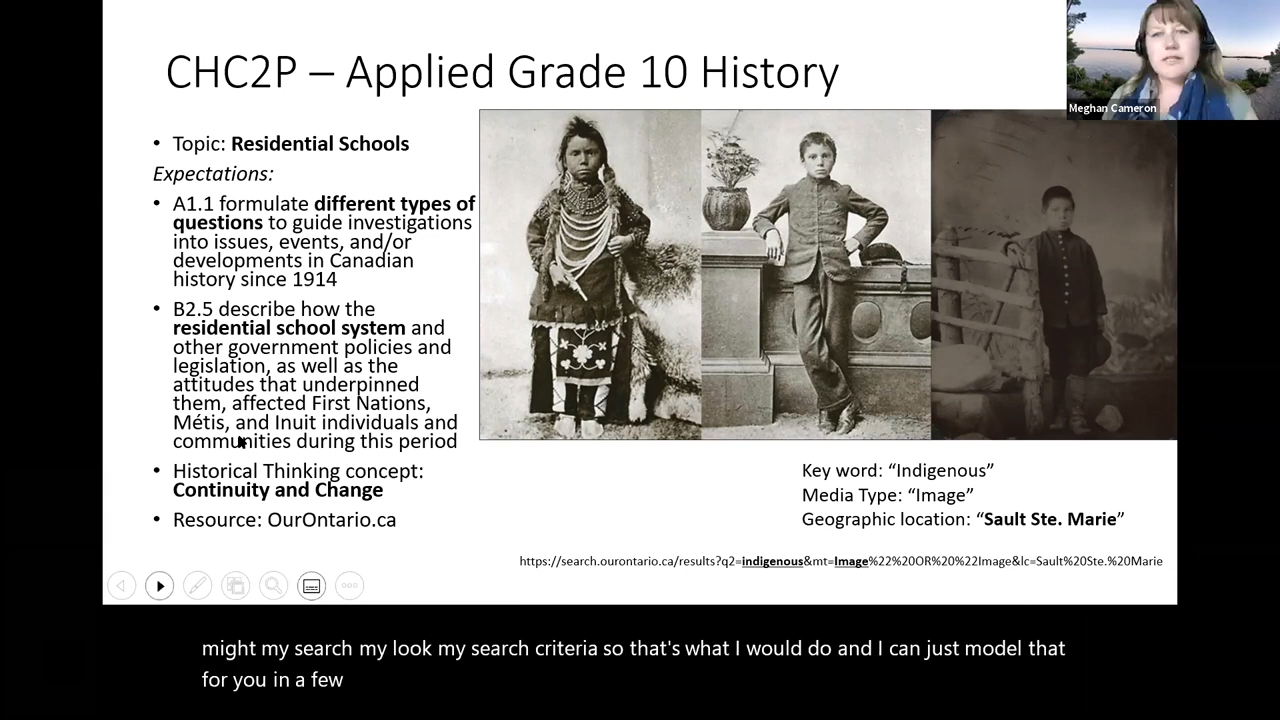 CHC2P – Applied Grade 10 History
Meghan Cameron
• Topic: Residential Schools
Expectations:
• A1.1 formulate different types of
questions to guide investigations
into issues, events, and/or
developments in Canadian
history since 1914
• B2.5 describe how the
residential school system and
other government policies and
legislation, as well as the
attitudes that underpinned
them, affected First Nations,
Métis, and Inuit individuals and
communities during this period
• Historical Thinking concept:
Continuity and Change
• Resource: OurOntario.ca
Key word: “Indigenous”
Media Type: “Image”
Geographic location: “Sault Ste. Marie”
https://search.ourontario.ca/results?q2=indigenous&mt=Image%22%20OR%20%22Image&lc=Sault%20Ste.%20Marie
might my search my look my search criteria so that's what I would do and I can just model that
for you in a few